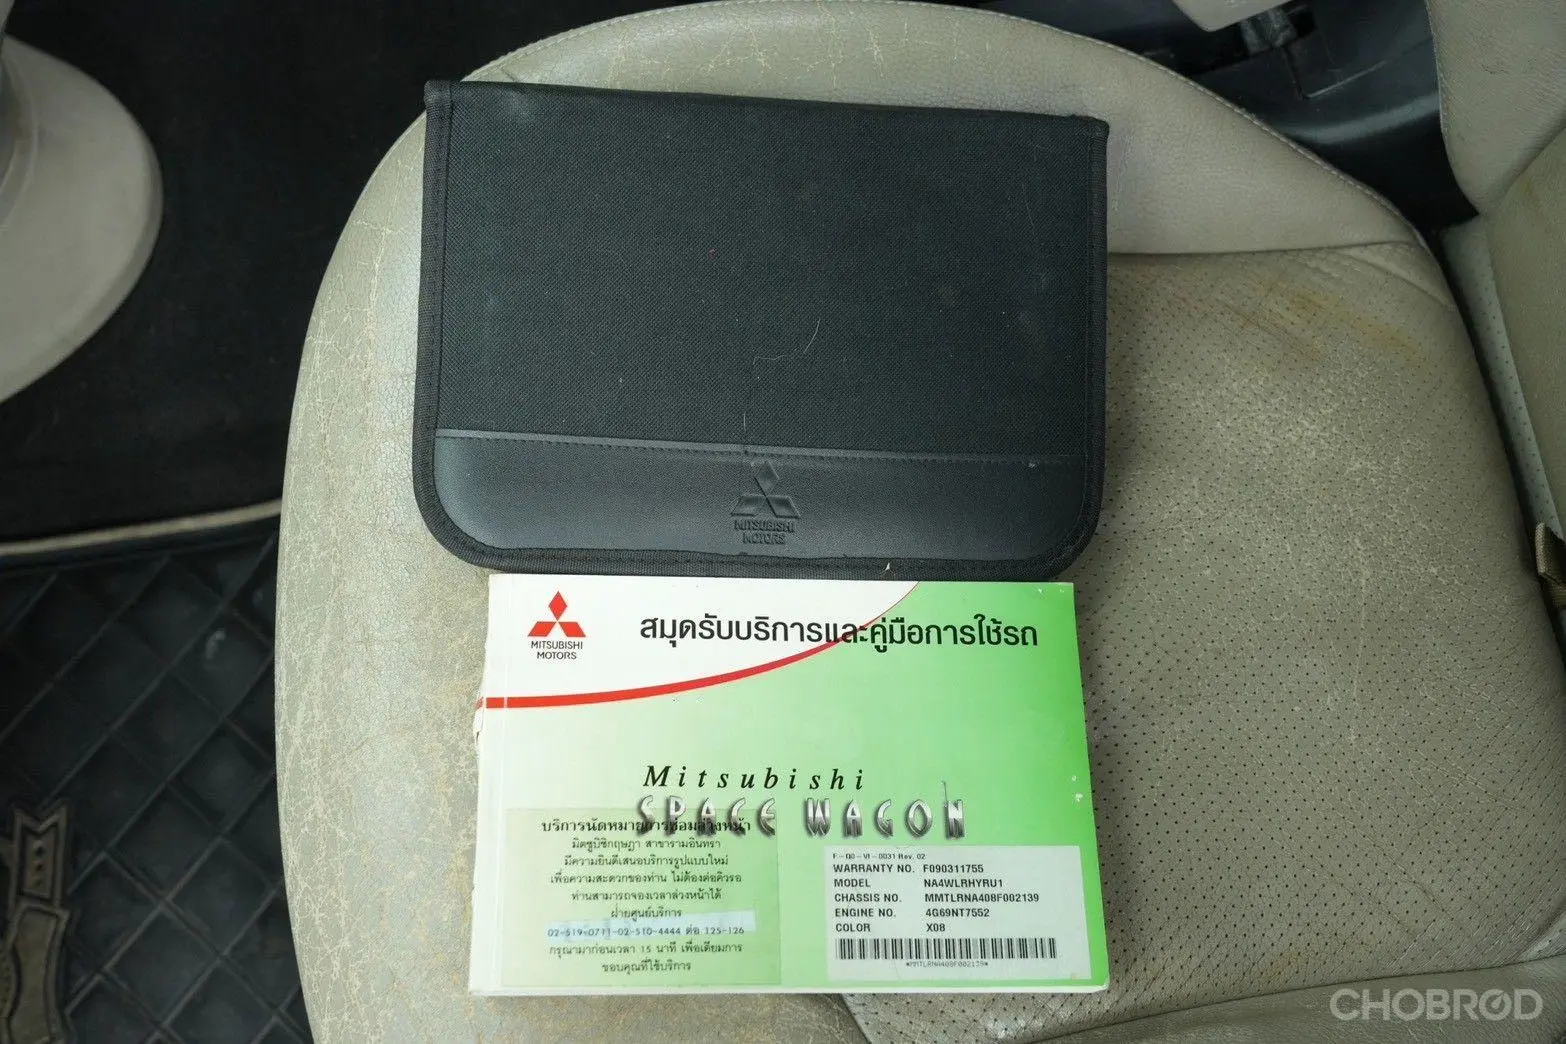 MITSUBISHI
MOTORS
MITSUBISHI
MOTORS
สมุดรับบริการและคู่มือการใช้รถ
Mitsubishi
SPACE WAGON
บริการนัดหมายการซ่อมล่วงหน้า
มิตซูบิชิกฤษฎา สาขารามอินทรา
มีความยินดีเสนอบริการรูปแบบใหม่
เพื่อความสะดวกของท่าน ไม่ต้องต่อคิวรอ
ท่านสามารถจองเวลาล่วงหน้าได้
ฝ่ายศูนย์บริการ
02-519-0711-02-510-4444 ต่อ 125-126
กรุณามาก่อนเวลา 15 นาที เพื่อเตรียมการ
ขอบคุณที่ใช้บริการ
F-00-VI-0031 Rev. 02
WARRANTY NO. F090311755
MODEL NA4WLRHYRU1
CHASSIS NO. MMTLRNA408F002139
ENGINE NO. 4G69NT7552
COLOR X08
*MMTLRNA408F002139*
CHOBROD